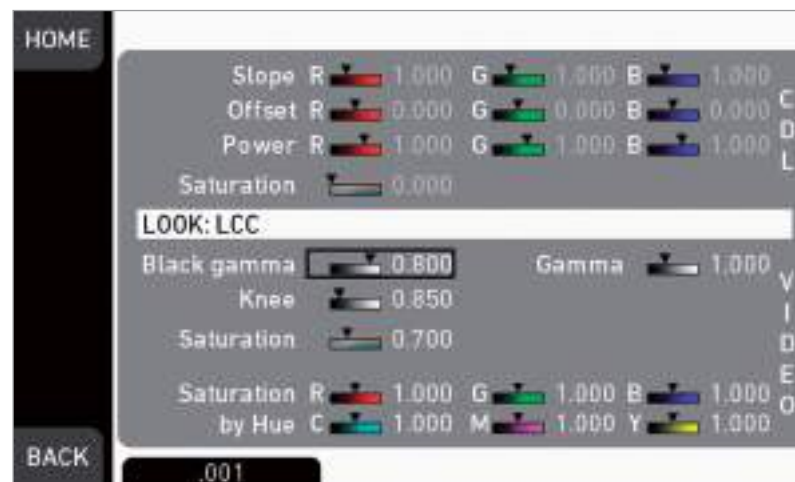 HOME
Slope R 1.000 G 1.000 B 1.000
Offset R 0.000 G 0.000 B 0.000
Power R 1.000 G 1.000 B 1.000
Saturation 0.000
CDL
LOOK: LCC
Black gamma 0.800 Gamma 1.000
Knee 0.850
Saturation 0.700
Saturation R 1.000 G 1.000 B 1.000
by Hue C 1.000 M 1.000 Y 1.000
VIDEO
BACK
.001